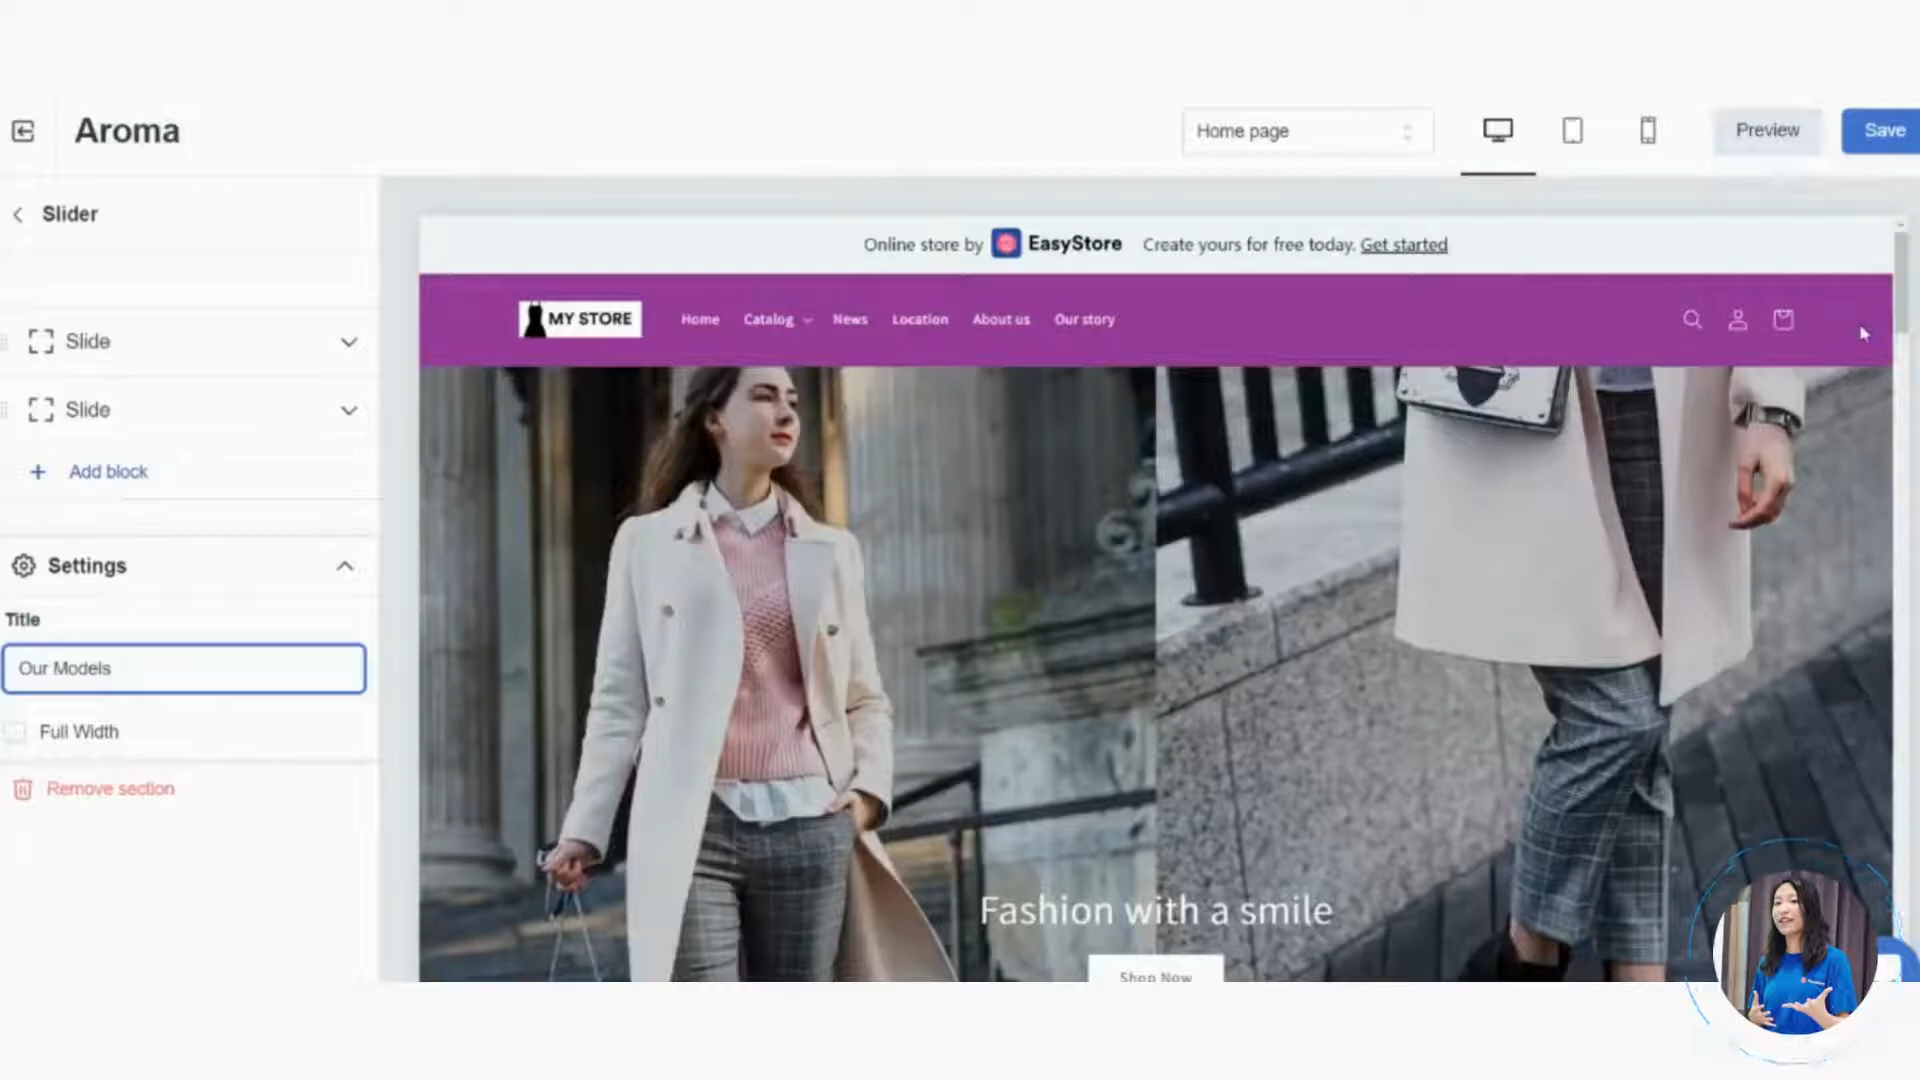 Aroma
Home page
Preview
Save
Slider
Slide
Slide
Add block
Settings
Title
Our Models
Full Width
Remove section
Online store by EasyStore Create yours for free today. Get started
MY STORE
Home Catalog News Location About us Our story
Fashion with a smile
Shop Now